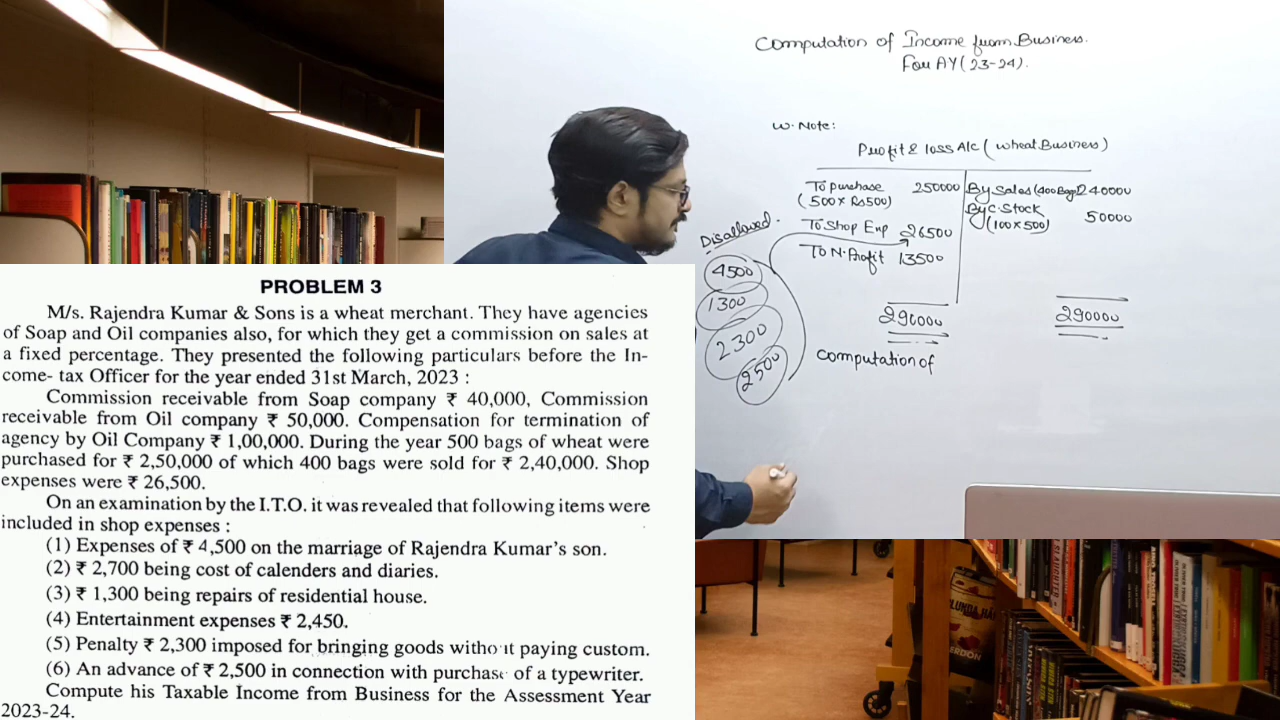 Computation of Income from Business.
For AY(23-24).
W. Note:
Profit & loss A/c ( wheat Business)
To purchase 250000 By Sales (400 Bag) 240000
(500 x Rs500)
By C. Stock 50000
(100 x 500)
To Shop Exp 26500
To N. Profit 13500
290000 290000
Disallowed.
4500
1300
2300
2500
Computation of
PROBLEM 3
M/s. Rajendra Kumar & Sons is a wheat merchant. They have agencies
of Soap and Oil companies also, for which they get a commission on sales at
a fixed percentage. They presented the following particulars before the In-
come- tax Officer for the year ended 31st March, 2023 :
Commission receivable from Soap company ₹ 40,000, Commission
receivable from Oil company ₹ 50,000. Compensation for termination of
agency by Oil Company ₹ 1,00,000. During the year 500 bags of wheat were
purchased for ₹ 2,50,000 of which 400 bags were sold for ₹ 2,40,000. Shop
expenses were ₹ 26,500.
On an examination by the I.T.O. it was revealed that following items were
included in shop expenses :
(1) Expenses of ₹ 4,500 on the marriage of Rajendra Kumar's son.
(2) ₹ 2,700 being cost of calenders and diaries.
(3) ₹ 1,300 being repairs of residential house.
(4) Entertainment expenses ₹ 2,450.
(5) Penalty ₹ 2,300 imposed for bringing goods without paying custom.
(6) An advance of ₹ 2,500 in connection with purchase of a typewriter.
Compute his Taxable Income from Business for the Assessment Year
2023-24.